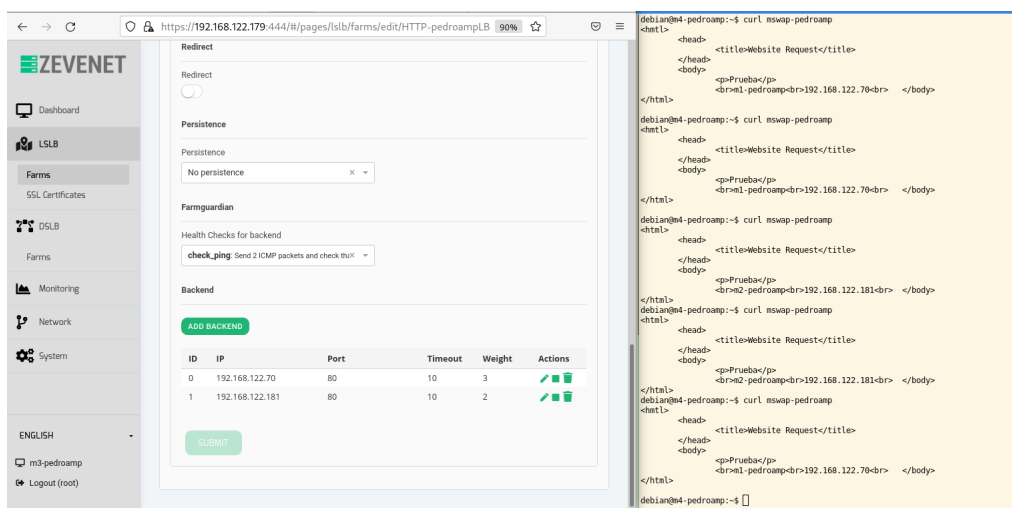 https://192.168.122.179:444/#/pages/lslb/farms/edit/HTTP-pedroampLB 90%
ZEVENET
Dashboard
LSLB
Farms
SSL Certificates
DSLB
Farms
Monitoring
Network
System
ENGLISH
m3-pedroamp
Logout (root)
Redirect
Redirect
Persistence
Persistence
No persistence
Farmguardian
Health Checks for backend
check_ping: Send 2 ICMP packets and check tha
Backend
ADD BACKEND
ID IP Port Timeout Weight Actions
0 192.168.122.70 80 10 3
1 192.168.122.181 80 10 2
SUBMIT
debian@m4-pedroamp:~$ curl mswap-pedroamp
<hmtl>
<head>
<title>Website Request</title>
</head>
<body>
<p>Prueba</p>
<br>m1-pedroamp<br>192.168.122.70<br> </body>
</html>
debian@m4-pedroamp:~$ curl mswap-pedroamp
<hmtl>
<head>
<title>Website Request</title>
</head>
<body>
<p>Prueba</p>
<br>m1-pedroamp<br>192.168.122.70<br> </body>
</html>
debian@m4-pedroamp:~$ curl mswap-pedroamp
<html>
<head>
<title>Website Request</title>
</head>
<body>
<p>Prueba</p>
<br>m2-pedroamp<br>192.168.122.181<br> </body>
</html>
debian@m4-pedroamp:~$ curl mswap-pedroamp
<html>
<head>
<title>Website Request</title>
</head>
<body>
<p>Prueba</p>
<br>m2-pedroamp<br>192.168.122.181<br> </body>
</html>
debian@m4-pedroamp:~$ curl mswap-pedroamp
<hmtl>
<head>
<title>Website Request</title>
</head>
<body>
<p>Prueba</p>
<br>m1-pedroamp<br>192.168.122.70<br> </body>
</html>
debian@m4-pedroamp:~$